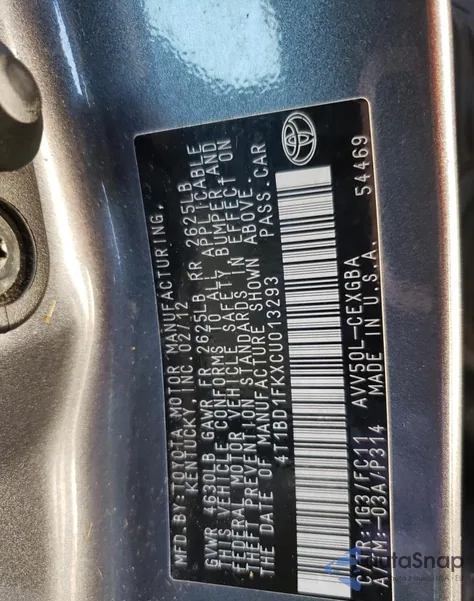 MFD.BY:TOYOTA MOTOR MANUFACTURING,
KENTUCKY, INC. 02/12
GVWR 4630LB GAWR FR 2625LB RR 2625LB
THIS VEHICLE CONFORMS TO ALL APPLICABLE
FEDERAL MOTOR VEHICLE SAFETY, BUMPER, AND
THEFT PREVENTION STANDARDS IN EFFECT ON
THE DATE OF MANUFACTURE SHOWN ABOVE.
4T1BD1FKXCU013293 PASS.CAR
C/TR:1G3/FC11 AVV50L-CEXGBA
A/TM:-03A/P314 MADE IN U.S.A. 54469
AutoSnap